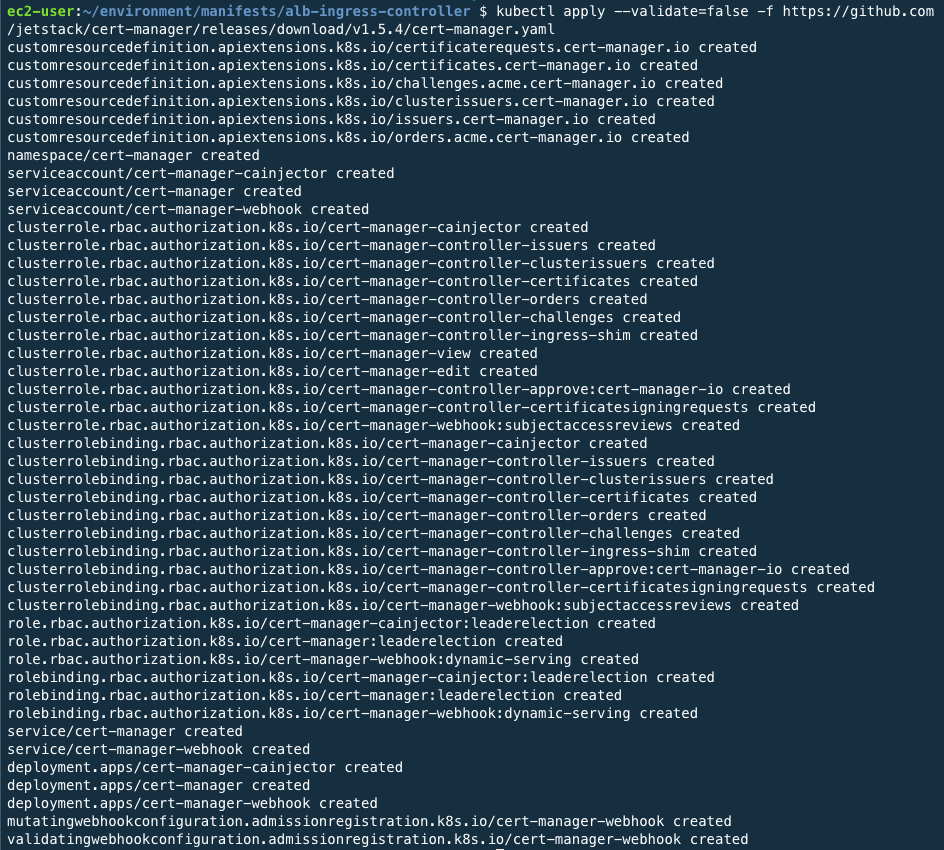 ec2-user:~/environment/manifests/alb-ingress-controller $ kubectl apply --validate=false -f https://github.com
/jetstack/cert-manager/releases/download/v1.5.4/cert-manager.yaml
customresourcedefinition.apiextensions.k8s.io/certificaterequests.cert-manager.io created
customresourcedefinition.apiextensions.k8s.io/certificates.cert-manager.io created
customresourcedefinition.apiextensions.k8s.io/challenges.acme.cert-manager.io created
customresourcedefinition.apiextensions.k8s.io/clusterissuers.cert-manager.io created
customresourcedefinition.apiextensions.k8s.io/issuers.cert-manager.io created
customresourcedefinition.apiextensions.k8s.io/orders.acme.cert-manager.io created
namespace/cert-manager created
serviceaccount/cert-manager-cainjector created
serviceaccount/cert-manager created
serviceaccount/cert-manager-webhook created
clusterrole.rbac.authorization.k8s.io/cert-manager-cainjector created
clusterrole.rbac.authorization.k8s.io/cert-manager-controller-issuers created
clusterrole.rbac.authorization.k8s.io/cert-manager-controller-clusterissuers created
clusterrole.rbac.authorization.k8s.io/cert-manager-controller-certificates created
clusterrole.rbac.authorization.k8s.io/cert-manager-controller-orders created
clusterrole.rbac.authorization.k8s.io/cert-manager-controller-challenges created
clusterrole.rbac.authorization.k8s.io/cert-manager-controller-ingress-shim created
clusterrole.rbac.authorization.k8s.io/cert-manager-view created
clusterrole.rbac.authorization.k8s.io/cert-manager-edit created
clusterrole.rbac.authorization.k8s.io/cert-manager-controller-approve:cert-manager-io created
clusterrole.rbac.authorization.k8s.io/cert-manager-controller-certificatesigningrequests created
clusterrole.rbac.authorization.k8s.io/cert-manager-webhook:subjectaccessreviews created
clusterrolebinding.rbac.authorization.k8s.io/cert-manager-cainjector created
clusterrolebinding.rbac.authorization.k8s.io/cert-manager-controller-issuers created
clusterrolebinding.rbac.authorization.k8s.io/cert-manager-controller-clusterissuers created
clusterrolebinding.rbac.authorization.k8s.io/cert-manager-controller-certificates created
clusterrolebinding.rbac.authorization.k8s.io/cert-manager-controller-orders created
clusterrolebinding.rbac.authorization.k8s.io/cert-manager-controller-challenges created
clusterrolebinding.rbac.authorization.k8s.io/cert-manager-controller-ingress-shim created
clusterrolebinding.rbac.authorization.k8s.io/cert-manager-controller-approve:cert-manager-io created
clusterrolebinding.rbac.authorization.k8s.io/cert-manager-controller-certificatesigningrequests created
clusterrolebinding.rbac.authorization.k8s.io/cert-manager-webhook:subjectaccessreviews created
role.rbac.authorization.k8s.io/cert-manager-cainjector:leaderelection created
role.rbac.authorization.k8s.io/cert-manager:leaderelection created
role.rbac.authorization.k8s.io/cert-manager-webhook:dynamic-serving created
rolebinding.rbac.authorization.k8s.io/cert-manager-cainjector:leaderelection created
rolebinding.rbac.authorization.k8s.io/cert-manager:leaderelection created
rolebinding.rbac.authorization.k8s.io/cert-manager-webhook:dynamic-serving created
service/cert-manager created
service/cert-manager-webhook created
deployment.apps/cert-manager-cainjector created
deployment.apps/cert-manager created
deployment.apps/cert-manager-webhook created
mutatingwebhookconfiguration.admissionregistration.k8s.io/cert-manager-webhook created
validatingwebhookconfiguration.admissionregistration.k8s.io/cert-manager-webhook created